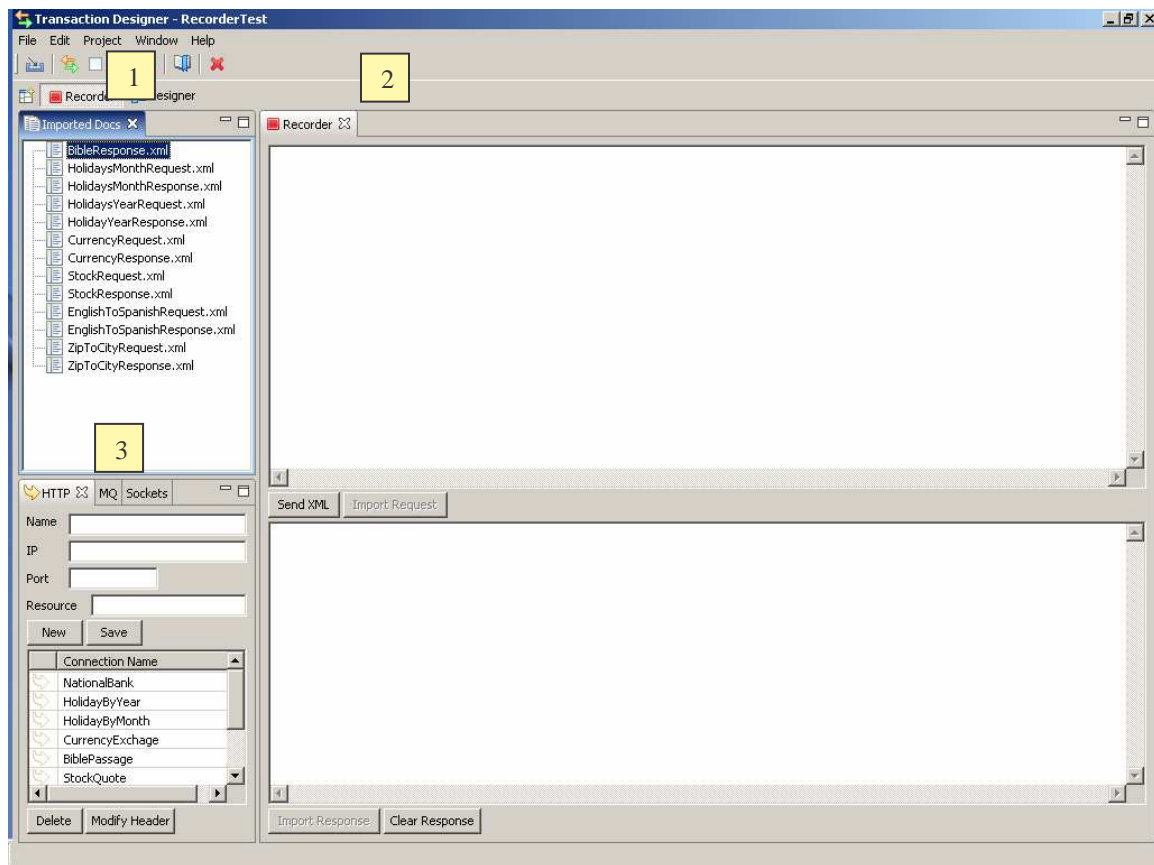 Transaction Designer - RecorderTest
File Edit Project Window Help
1
2
Recorder
Imported Docs
Recorder
BibleResponse.xml
HolidaysMonthRequest.xml
HolidaysMonthResponse.xml
HolidaysYearRequest.xml
HolidayYearResponse.xml
CurrencyRequest.xml
CurrencyResponse.xml
StockRequest.xml
StockResponse.xml
EnglishToSpanishRequest.xml
EnglishToSpanishResponse.xml
ZipToCityRequest.xml
ZipToCityResponse.xml
3
HTTP MQ Sockets
Send XML Import Request
Name
IP
Port
Resource
New Save
Connection Name
NationalBank
HolidayByYear
HolidayByMonth
CurrencyExchage
BiblePassage
StockQuote
Delete Modify Header
Import Response Clear Response